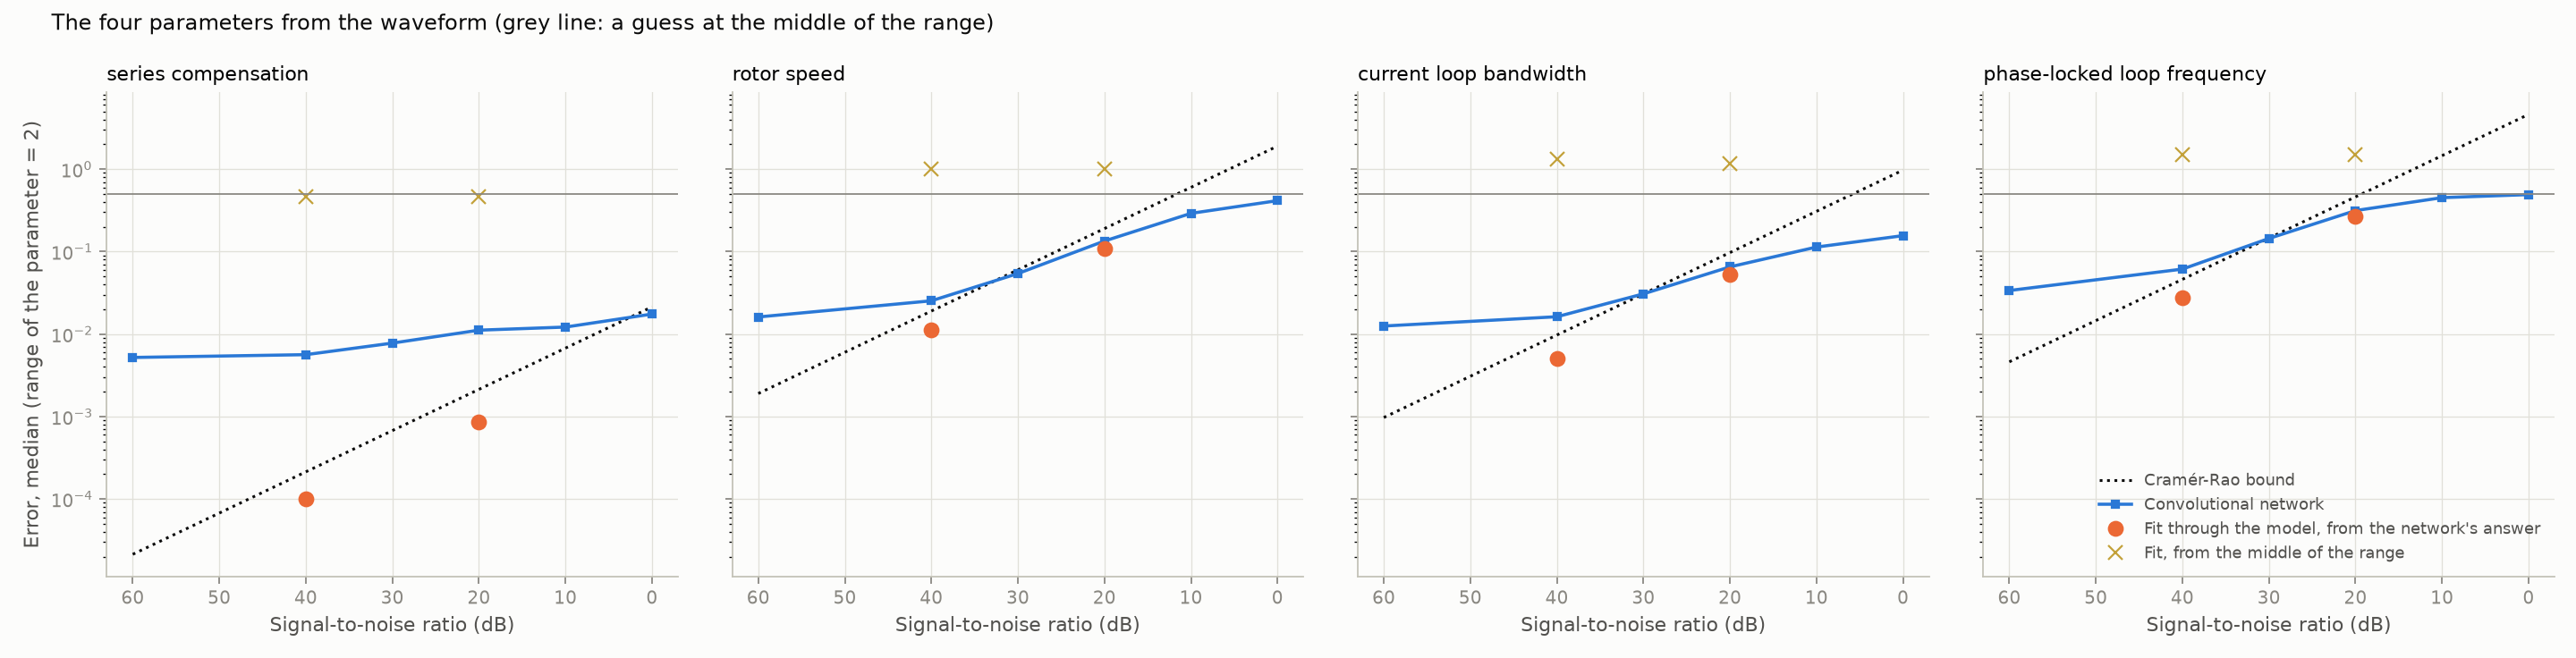 The four parameters from the waveform (grey line: a guess at the middle of the range)
series compensation
rotor speed
current loop bandwidth
phase-locked loop frequency
Error, median (range of the parameter = 2)
10⁰
10⁻¹
10⁻²
10⁻³
10⁻⁴
60 50 40 30 20 10 0
60 50 40 30 20 10 0
60 50 40 30 20 10 0
60 50 40 30 20 10 0
Signal-to-noise ratio (dB)
Signal-to-noise ratio (dB)
Signal-to-noise ratio (dB)
Signal-to-noise ratio (dB)
Cramér-Rao bound
Convolutional network
Fit through the model, from the network's answer
Fit, from the middle of the range